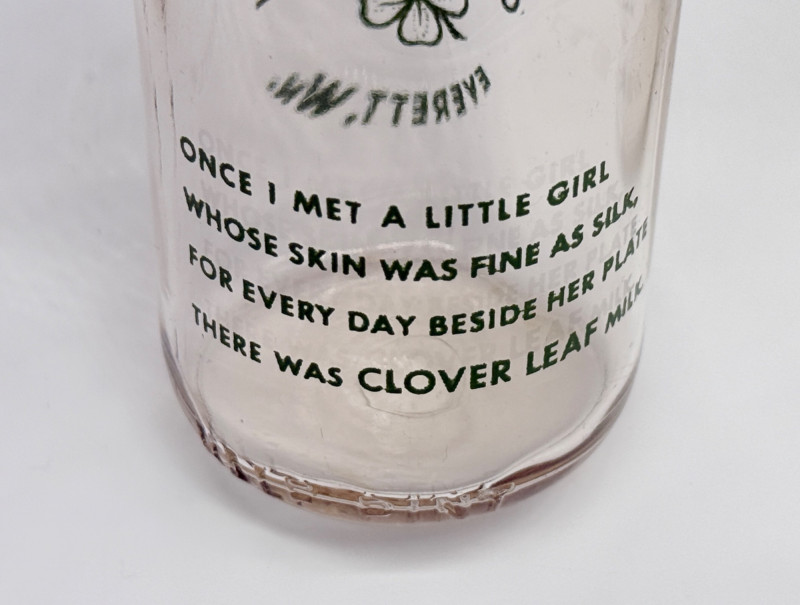 EVERETT, Wn.
ONCE I MET A LITTLE GIRL
WHOSE SKIN WAS FINE AS SILK,
FOR EVERY DAY BESIDE HER PLATE
THERE WAS CLOVER LEAF MILK.